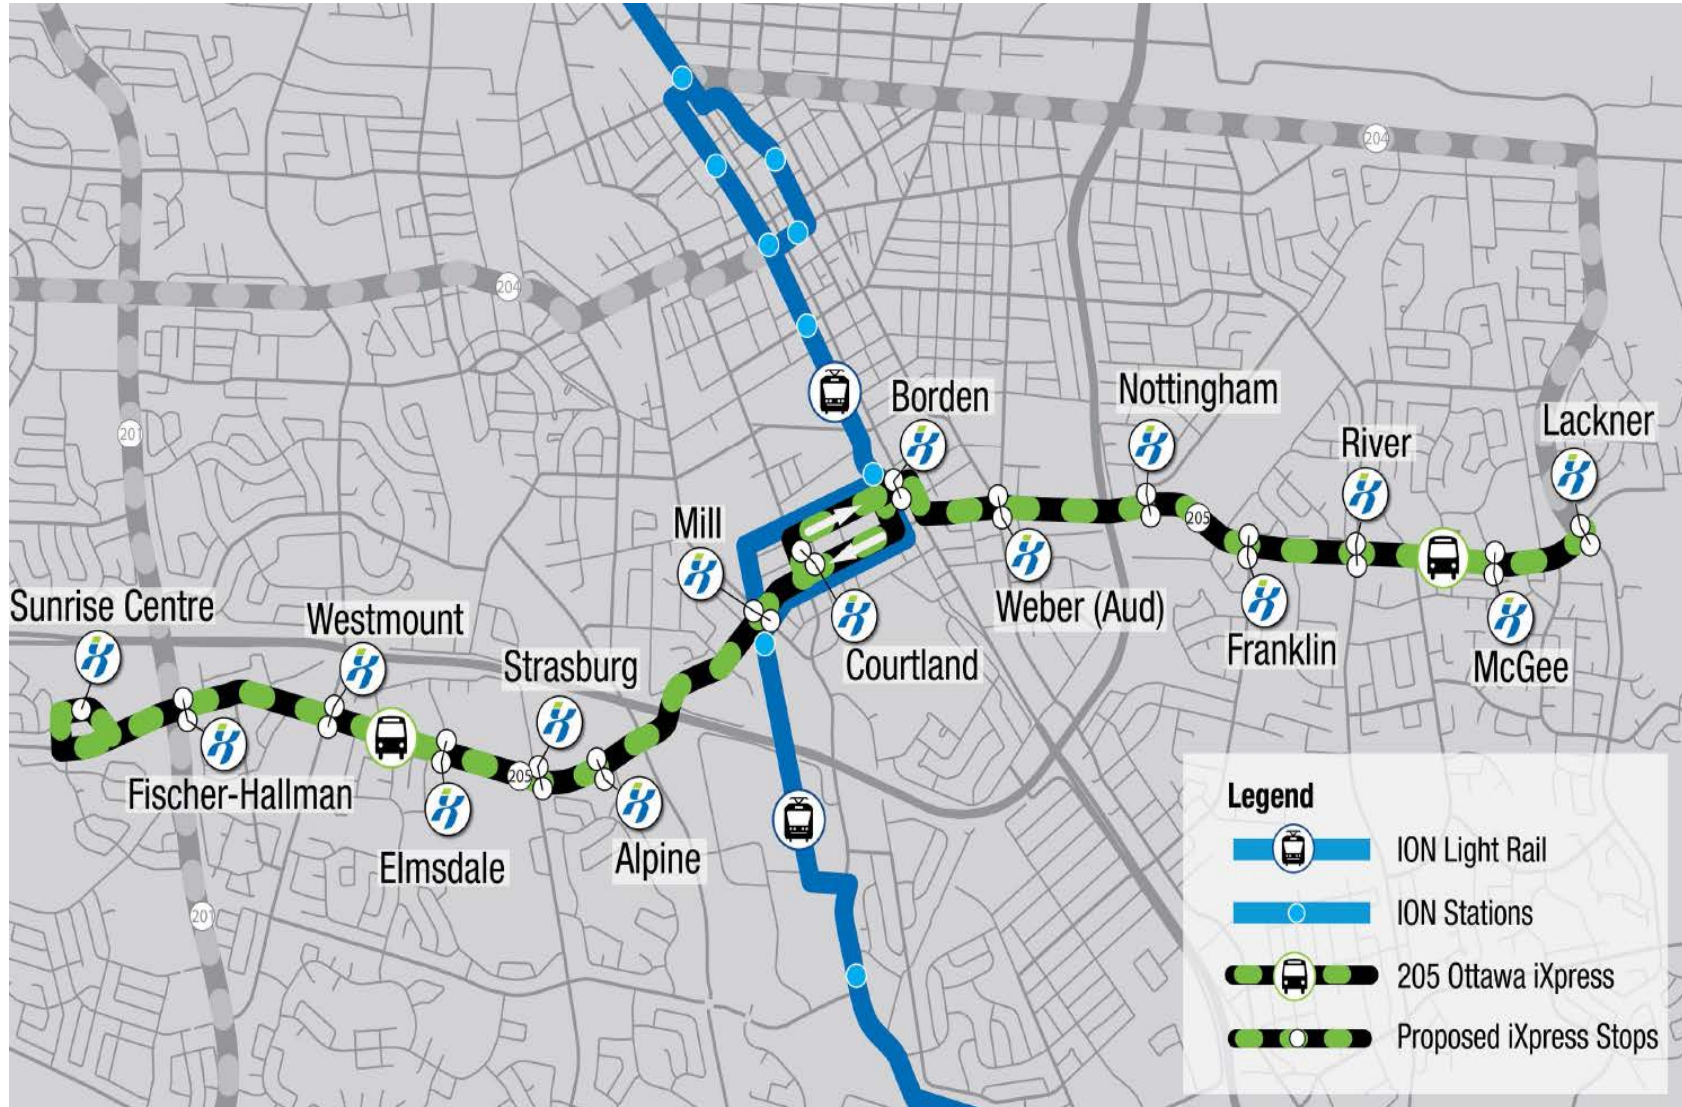 204
204
201
Borden
Nottingham
Lackner
River
Mill
205
Sunrise Centre
Westmount
Weber (Aud)
Strasburg
Courtland
Franklin
McGee
Fischer-Hallman
205
Elmsdale
Alpine
201
Legend
ION Light Rail
ION Stations
205 Ottawa iXpress
Proposed iXpress Stops